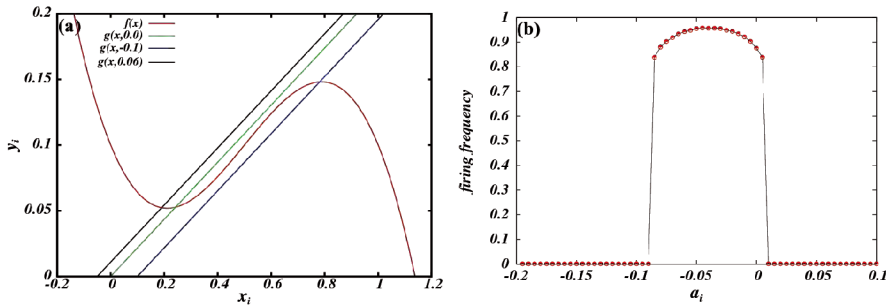 (a)
f(x)
g(x,0.0)
g(x,-0.1)
g(x,0.06)
0.2
0.15
0.1
0.05
0
y_i
-0.2 0 0.2 0.4 0.6 0.8 1 1.2
x_i
(b)
1
0.9
0.8
0.7
0.6
0.5
0.4
0.3
0.2
0.1
0
firing frequency
-0.2 -0.15 -0.1 -0.05 0 0.05 0.1
a_i